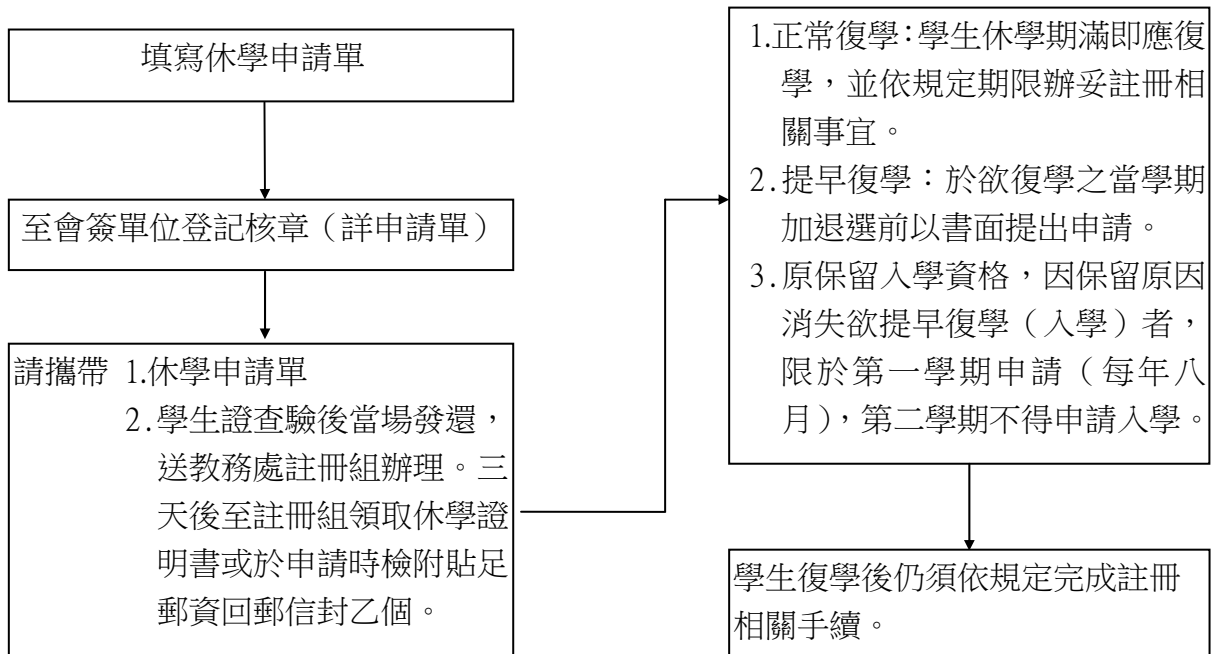 填寫休學申請單
至會簽單位登記核章（詳申請單）
請攜帶 1.休學申請單
2.學生證查驗後當場發還，
送教務處註冊組辦理。三
天後至註冊組領取休學證
明書或於申請時檢附貼足
郵資回郵信封乙個。
1.正常復學：學生休學期滿即應復
學，並依規定期限辦妥註冊相
關事宜。
2.提早復學：於欲復學之當學期
加退選前以書面提出申請。
3.原保留入學資格，因保留原因
消失欲提早復學（入學）者，
限於第一學期申請（每年八
月），第二學期不得申請入學。
學生復學後仍須依規定完成註冊
相關手續。